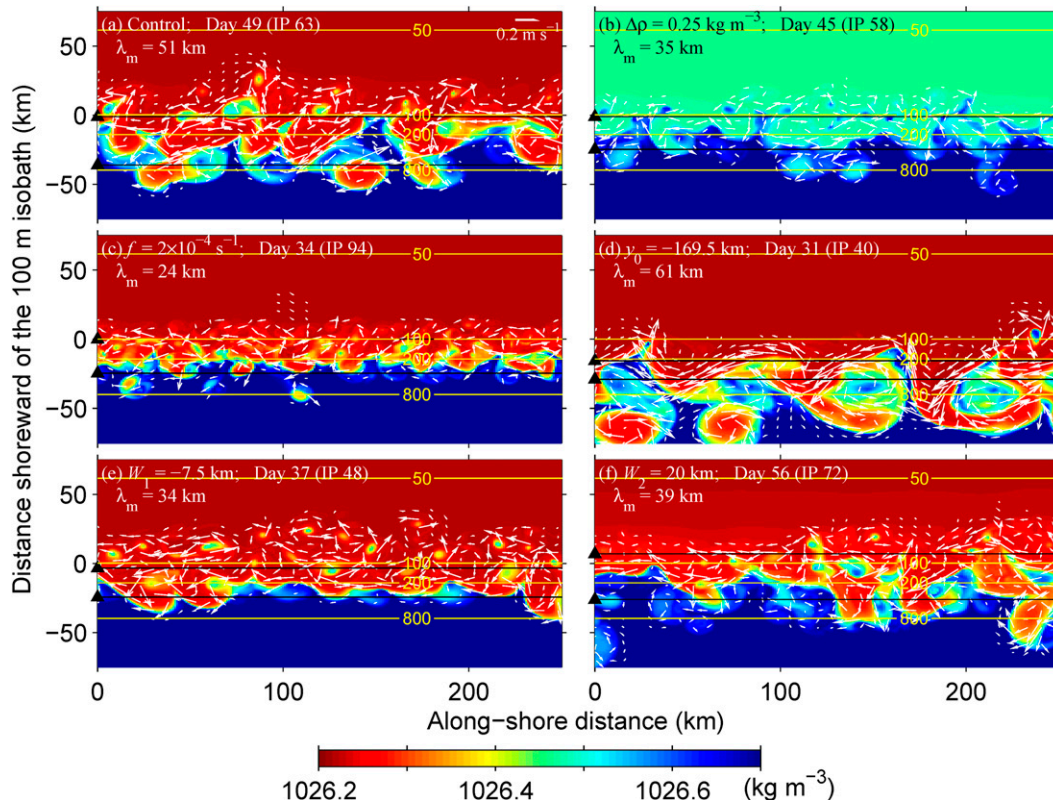 Distance shoreward of the 100 m isobath (km)
(a) Control; Day 49 (IP 63)
λm = 51 km
0.2 m s−1
50
100
200
800
50
0
−50
(b) Δρ = 0.25 kg m−3; Day 45 (IP 58)
λm = 35 km
50
100
200
800
(c) f = 2×10−4 s−1; Day 34 (IP 94)
λm = 24 km
50
100
200
800
50
0
−50
(d) y0 = −169.5 km; Day 31 (IP 40)
λm = 61 km
50
100
200
800
(e) W1 = −7.5 km; Day 37 (IP 48)
λm = 34 km
50
100
200
800
50
0
−50
0 100 200
(f) W2 = 20 km; Day 56 (IP 72)
λm = 39 km
50
100
200
800
0 100 200
Along−shore distance (km)
1026.2 1026.4 1026.6 (kg m−3)